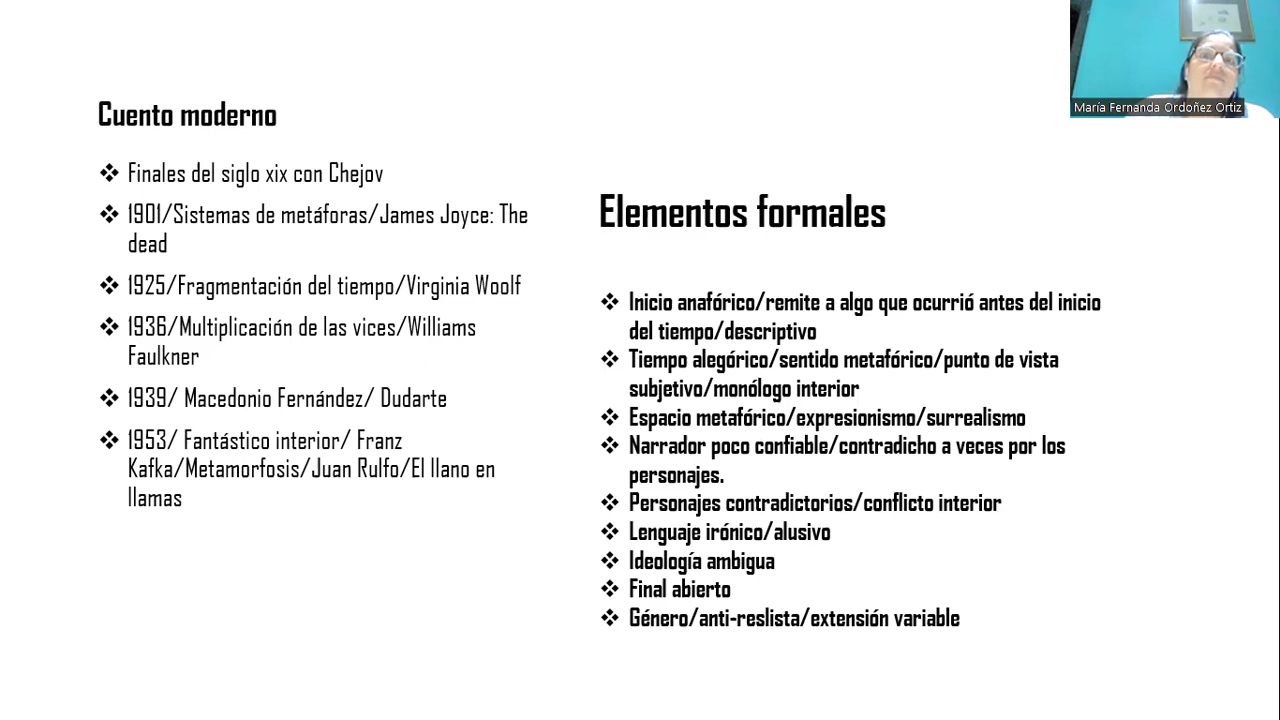 María Fernanda Ordoñez Ortiz
Cuento moderno
❖ Finales del siglo xix con Chejov
❖ 1901/Sistemas de metáforas/James Joyce: The
dead
❖ 1925/Fragmentación del tiempo/Virginia Woolf
❖ 1936/Multiplicación de las vices/Williams
Faulkner
❖ 1939/ Macedonio Fernández/ Dudarte
❖ 1953/ Fantástico interior/ Franz
Kafka/Metamorfosis/Juan Rulfo/El llano en
llamas
Elementos formales
❖ Inicio anafórico/remite a algo que ocurrió antes del inicio
del tiempo/descriptivo
❖ Tiempo alegórico/sentido metafórico/punto de vista
subjetivo/monólogo interior
❖ Espacio metafórico/expresionismo/surrealismo
❖ Narrador poco confiable/contradicho a veces por los
personajes.
❖ Personajes contradictorios/conflicto interior
❖ Lenguaje irónico/alusivo
❖ Ideología ambigua
❖ Final abierto
❖ Género/anti-reslista/extensión variable